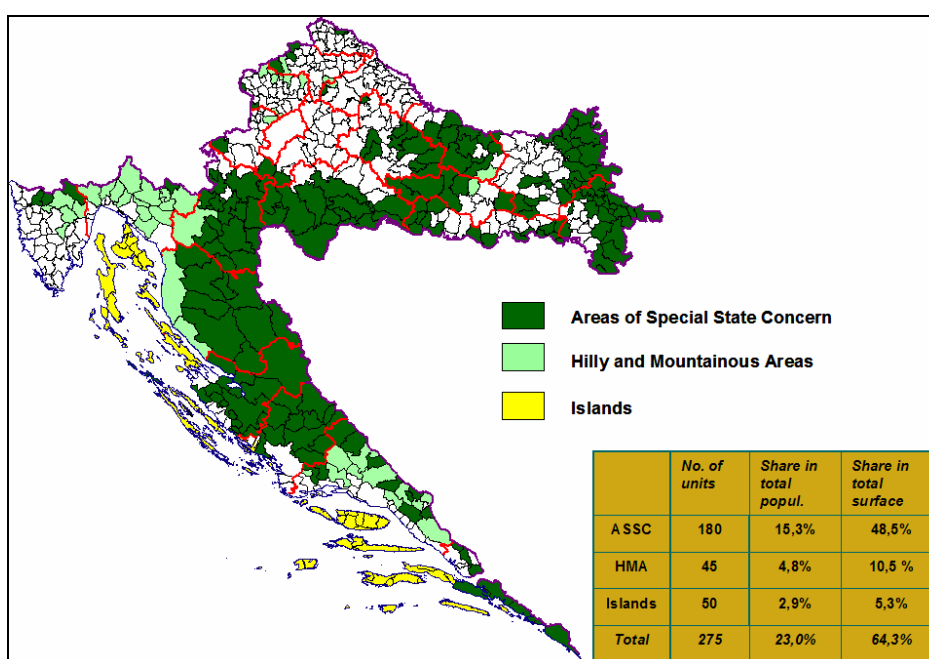 Areas of Special State Concern
Hilly and Mountainous Areas
Islands
No. of units Share in total popul. Share in total surface
ASSC 180 15,3% 48,5%
HMA 45 4,8% 10,5 %
Islands 50 2,9% 5,3%
Total 275 23,0% 64,3%